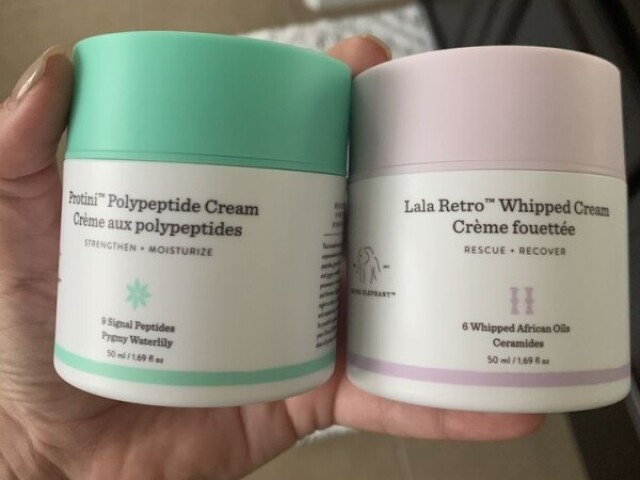 Protini™ Polypeptide Cream
Crème aux polypeptides
STRENGTHEN + MOISTURIZE
9 Signal Peptides
Pygmy Waterlily
50 ml / 1.69 fl oz
Lala Retro™ Whipped Cream
Crème fouettée
RESCUE + RECOVER
ELEPHANT™
6 Whipped African Oils
Ceramides
50 ml / 1.69 fl oz